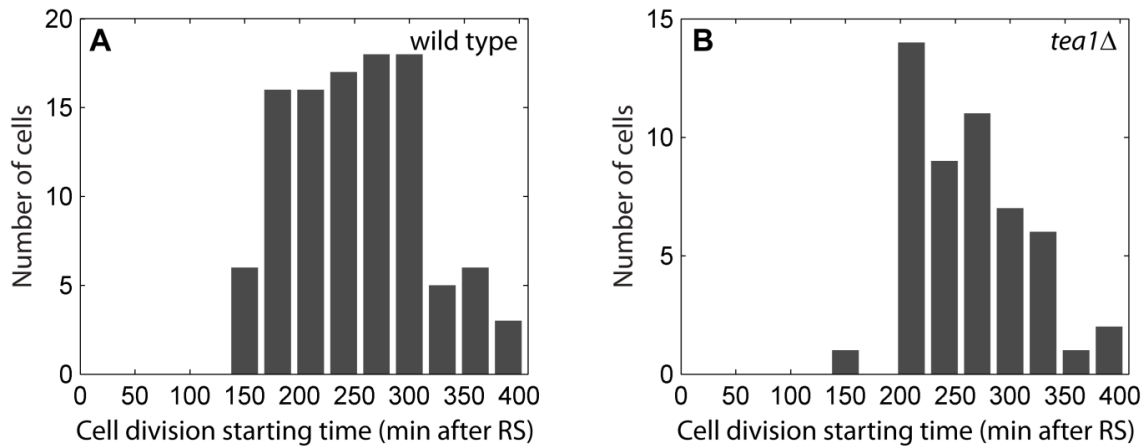 A
wild type
Number of cells
20
15
10
5
0
0 50 100 150 200 250 300 350 400
Cell division starting time (min after RS)
B
tea1Δ
Number of cells
15
10
5
0
0 50 100 150 200 250 300 350 400
Cell division starting time (min after RS)